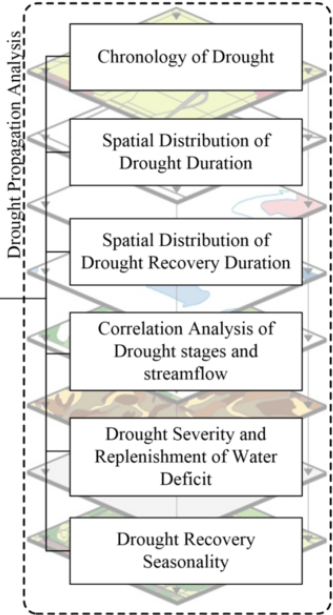 Drought Propagation Analysis
Chronology of Drought
Spatial Distribution of
Drought Duration
Spatial Distribution of
Drought Recovery Duration
Correlation Analysis of
Drought stages and
streamflow
Drought Severity and
Replenishment of Water
Deficit
Drought Recovery
Seasonality